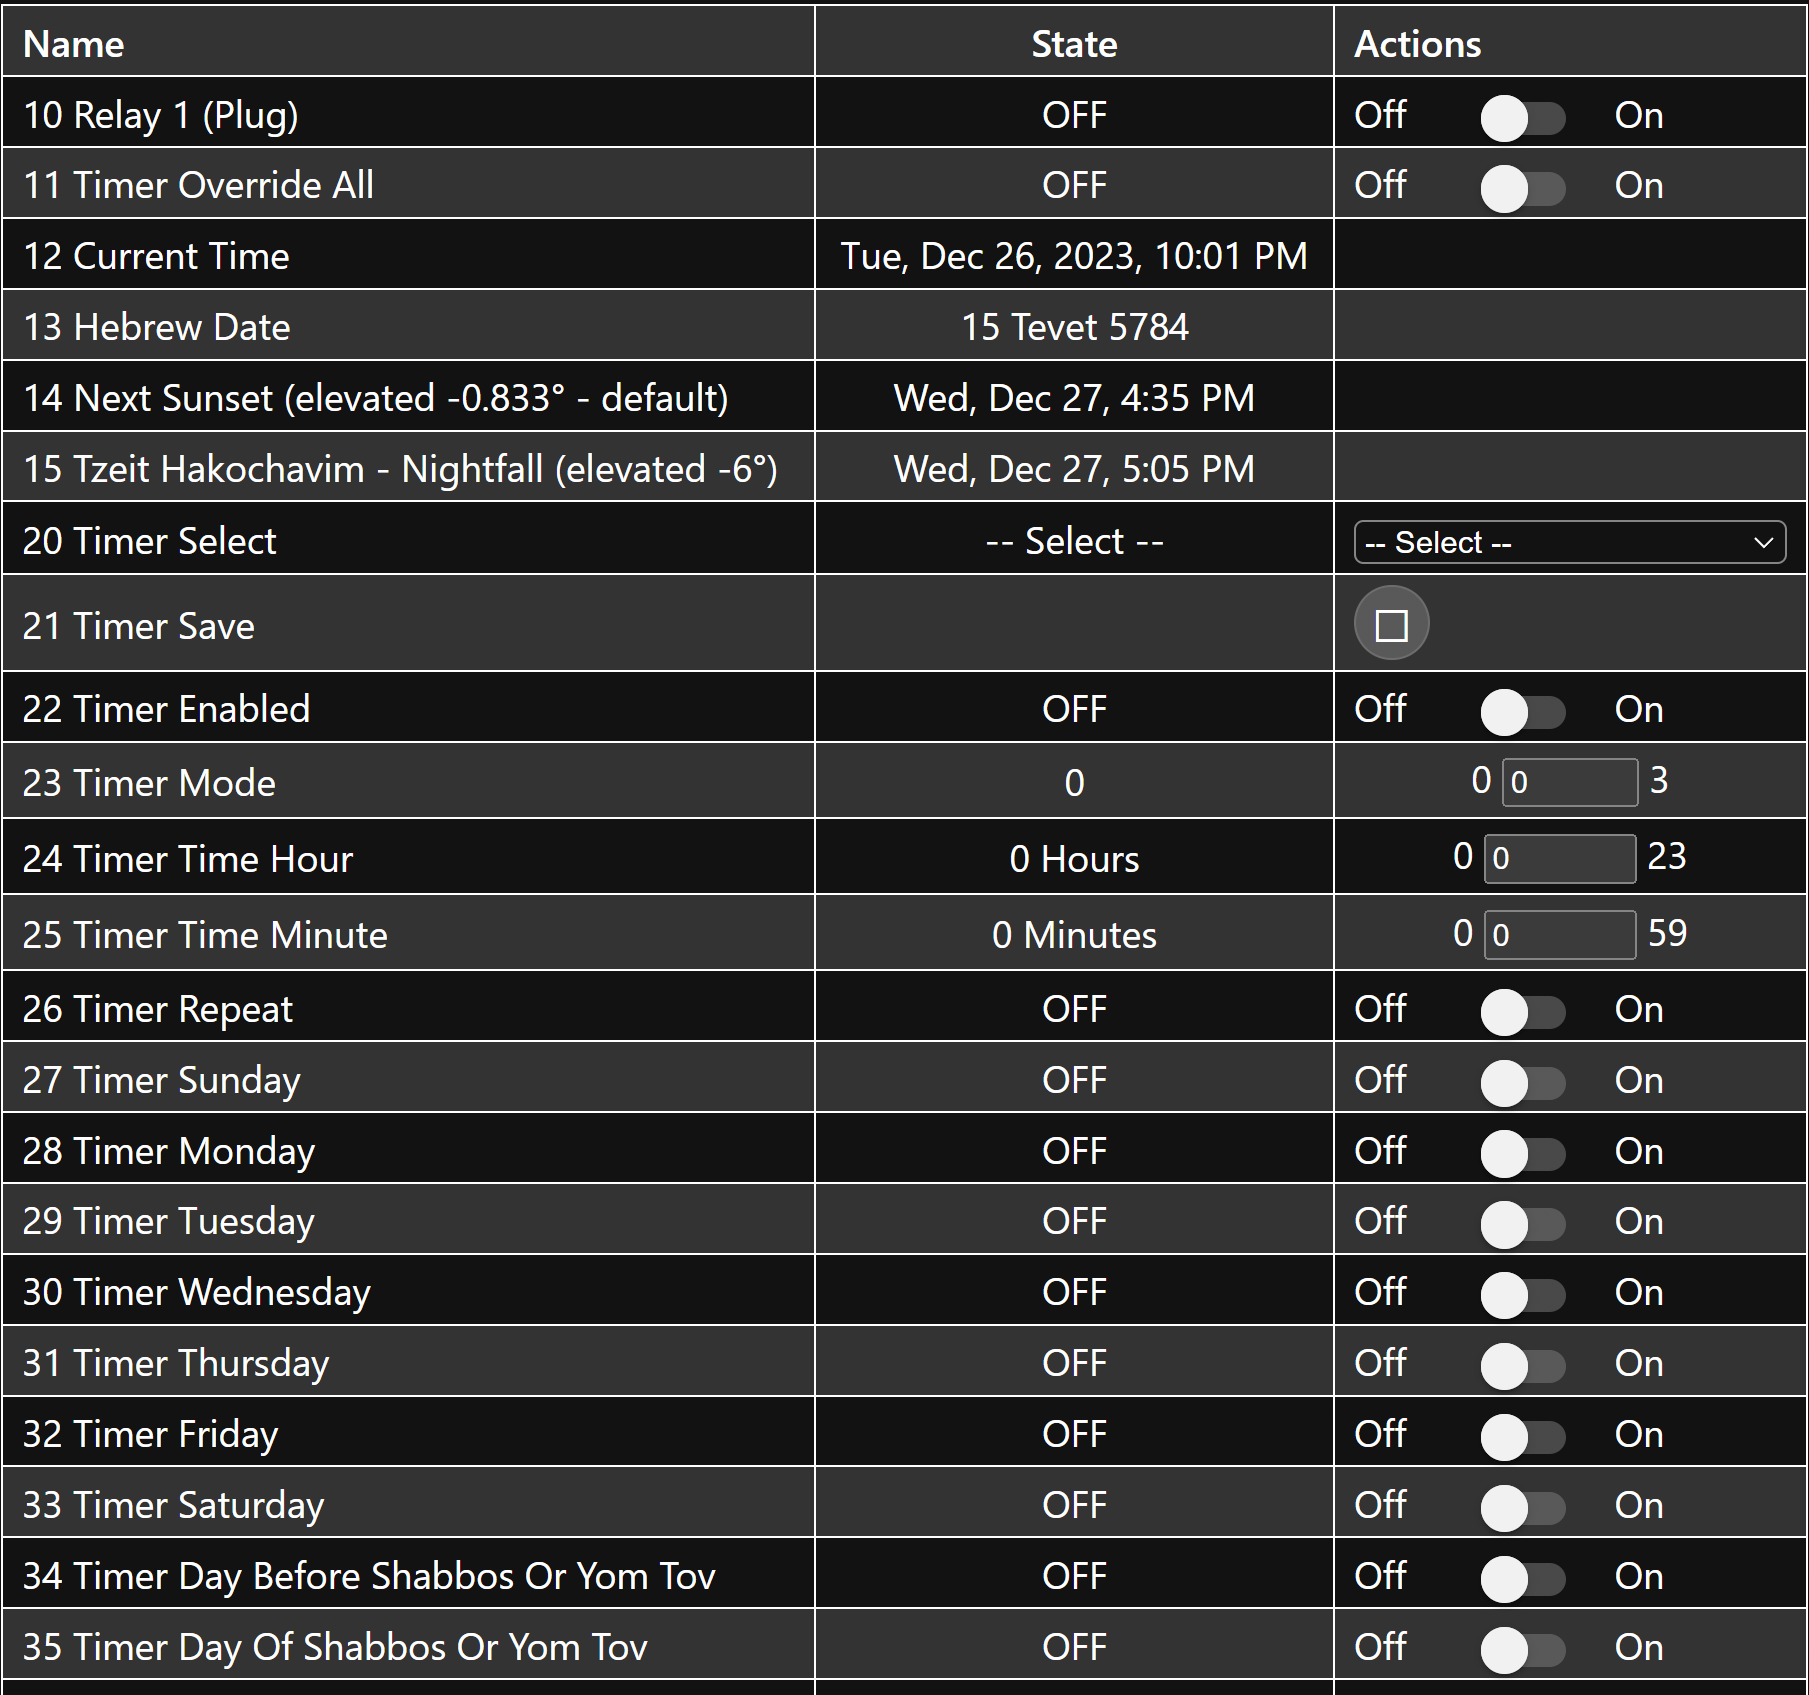 Name State Actions
10 Relay 1 (Plug) OFF Off On
11 Timer Override All OFF Off On
12 Current Time Tue, Dec 26, 2023, 10:01 PM
13 Hebrew Date 15 Tevet 5784
14 Next Sunset (elevated -0.833° - default) Wed, Dec 27, 4:35 PM
15 Tzeit Hakochavim - Nightfall (elevated -6°) Wed, Dec 27, 5:05 PM
20 Timer Select -- Select -- -- Select --
21 Timer Save
22 Timer Enabled OFF Off On
23 Timer Mode 0 0 0 3
24 Timer Time Hour 0 Hours 0 0 23
25 Timer Time Minute 0 Minutes 0 0 59
26 Timer Repeat OFF Off On
27 Timer Sunday OFF Off On
28 Timer Monday OFF Off On
29 Timer Tuesday OFF Off On
30 Timer Wednesday OFF Off On
31 Timer Thursday OFF Off On
32 Timer Friday OFF Off On
33 Timer Saturday OFF Off On
34 Timer Day Before Shabbos Or Yom Tov OFF Off On
35 Timer Day Of Shabbos Or Yom Tov OFF Off On